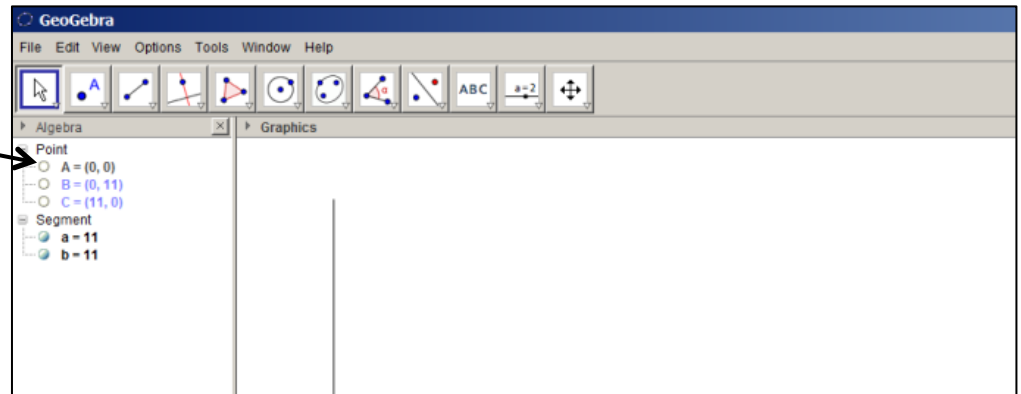 GeoGebra
File Edit View Options Tools Window Help
A α ABC a=2
Algebra Graphics
Point
A = (0, 0)
B = (0, 11)
C = (11, 0)
Segment
a = 11
b = 11